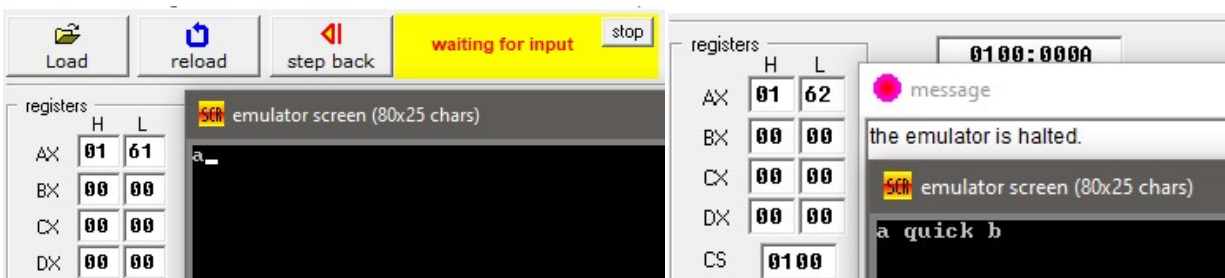 Load
reload
step back
waiting for input
stop
registers
H L
AX 01 61
BX 00 00
CX 00 00
DX 00 00
SCR emulator screen (80x25 chars)
a
registers
H L
AX 01 62
BX 00 00
CX 00 00
DX 00 00
CS 0100
0100:000A
message
the emulator is halted.
SCR emulator screen (80x25 chars)
a quick b